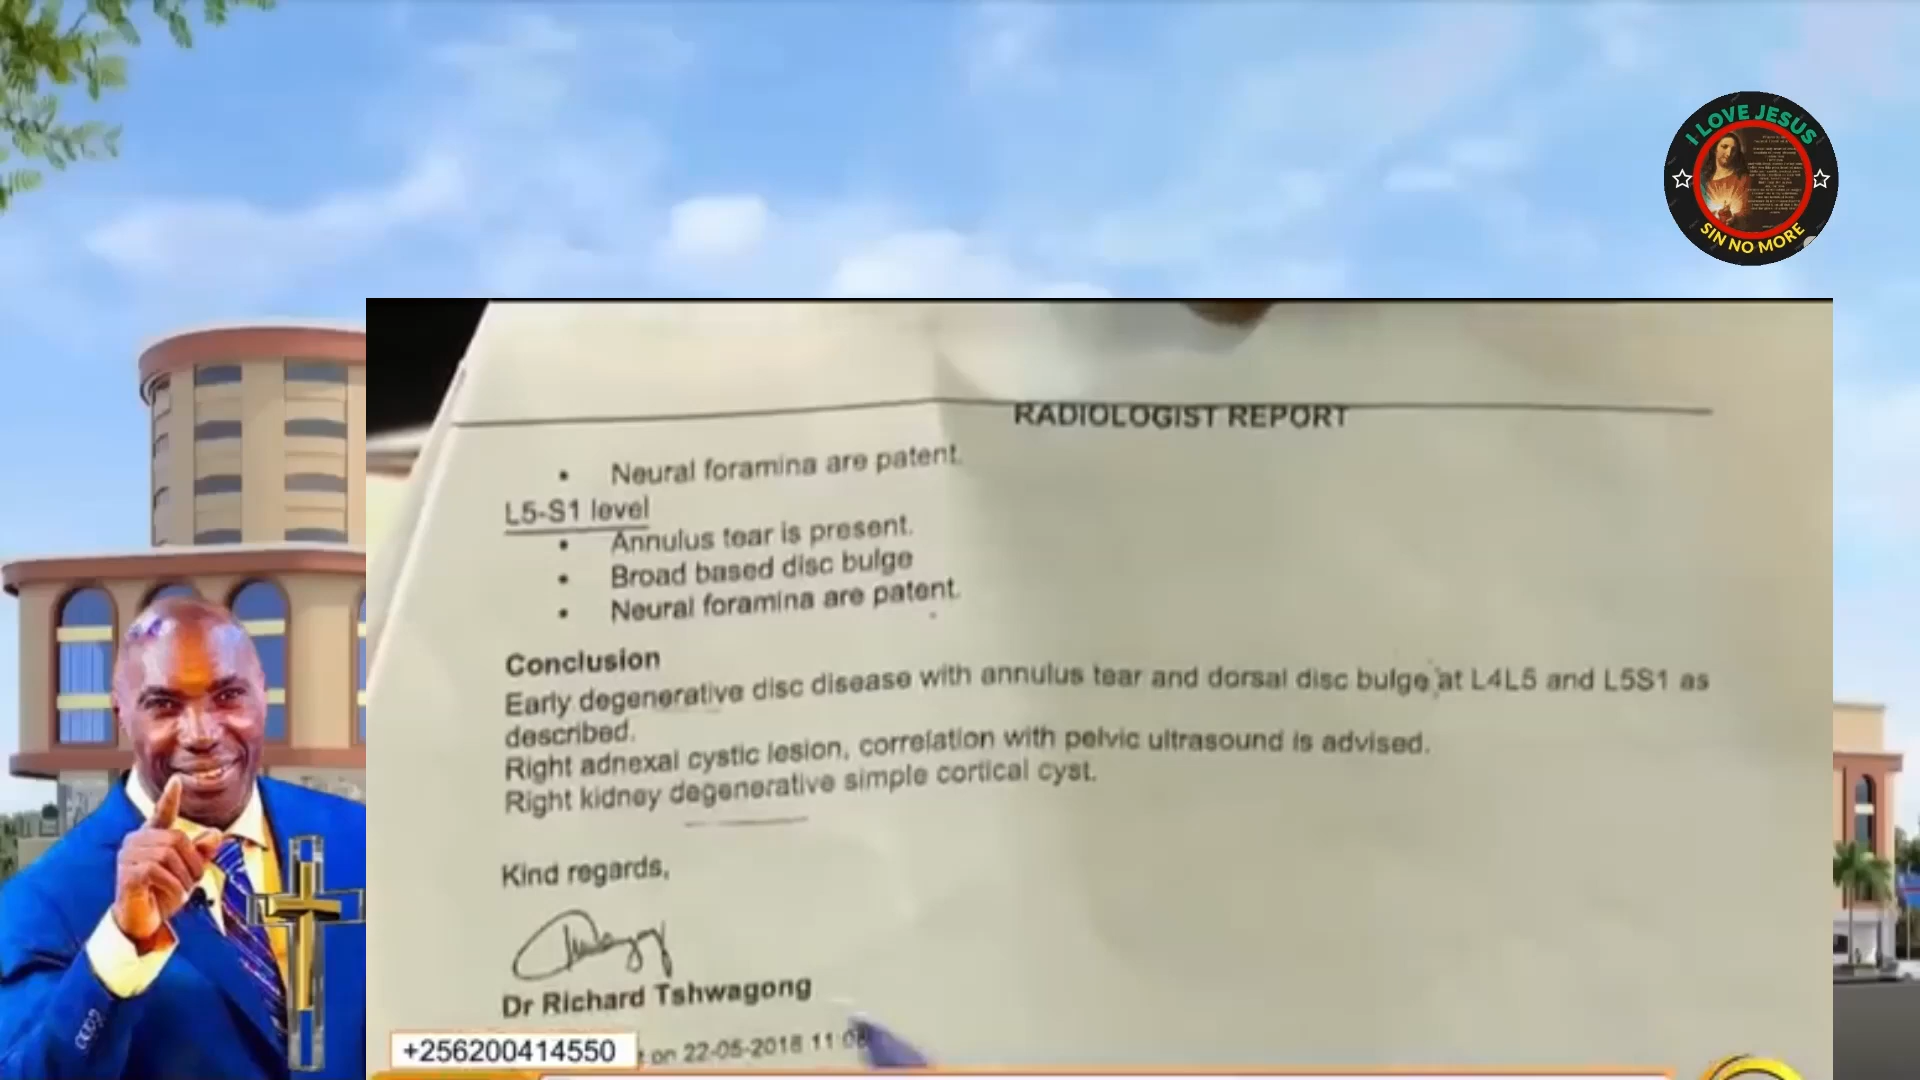 I LOVE JESUS
SIN NO MORE
RADIOLOGIST REPORT
• Neural foramina are patent.
L5-S1 level
• Annulus tear is present.
• Broad based disc bulge
• Neural foramina are patent.
Conclusion
Early degenerative disc disease with annulus tear and dorsal disc bulge at L4L5 and L5S1 as
described.
Right adnexal cystic lesion, correlation with pelvic ultrasound is advised.
Right kidney degenerative simple cortical cyst.
Kind regards,
Dr Richard Tshwagong
on 22-05-2018 11
+256200414550